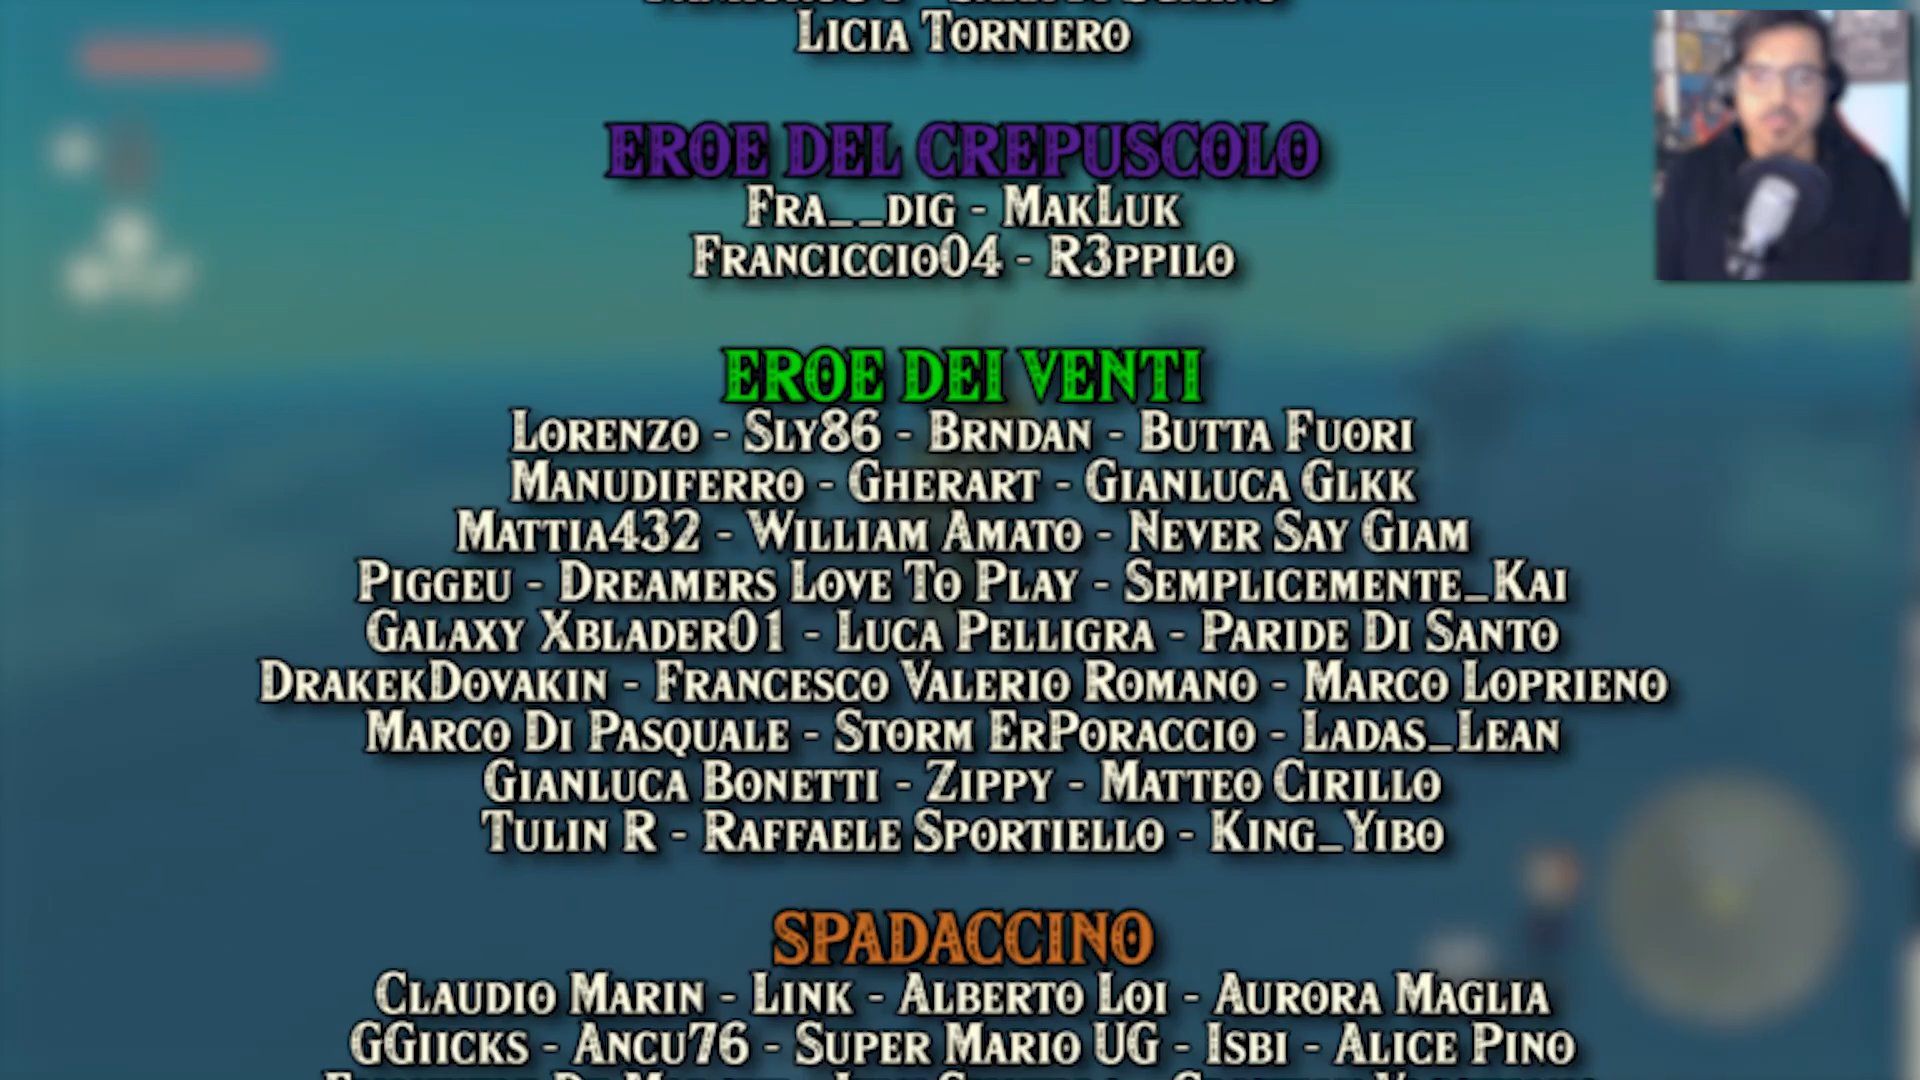 Licia Torniero
EROE DEL CREPUSCOLO
Fra__dig - MakLuk
Franciccio04 - R3ppilo
EROE DEI VENTI
Lorenzo - Sly86 - Brndan - Butta Fuori
Manudiferro - Gherart - Gianluca Glkk
Mattia432 - William Amato - Never Say Giam
Piggeu - Dreamers Love To Play - Semplicemente_Kai
Galaxy Xblader01 - Luca Pelligra - Paride Di Santo
DrakekDovakin - Francesco Valerio Romano - Marco Loprieno
Marco Di Pasquale - Storm ErPoraccio - Ladas_Lean
Gianluca Bonetti - Zippy - Matteo Cirillo
Tulin R - Raffaele Sportiello - King_Yibo
SPADACCINO
Claudio Marin - Link - Alberto Loi - Aurora Maglia
GGiicks - Ancu76 - Super Mario UG - Isbi - Alice Pino